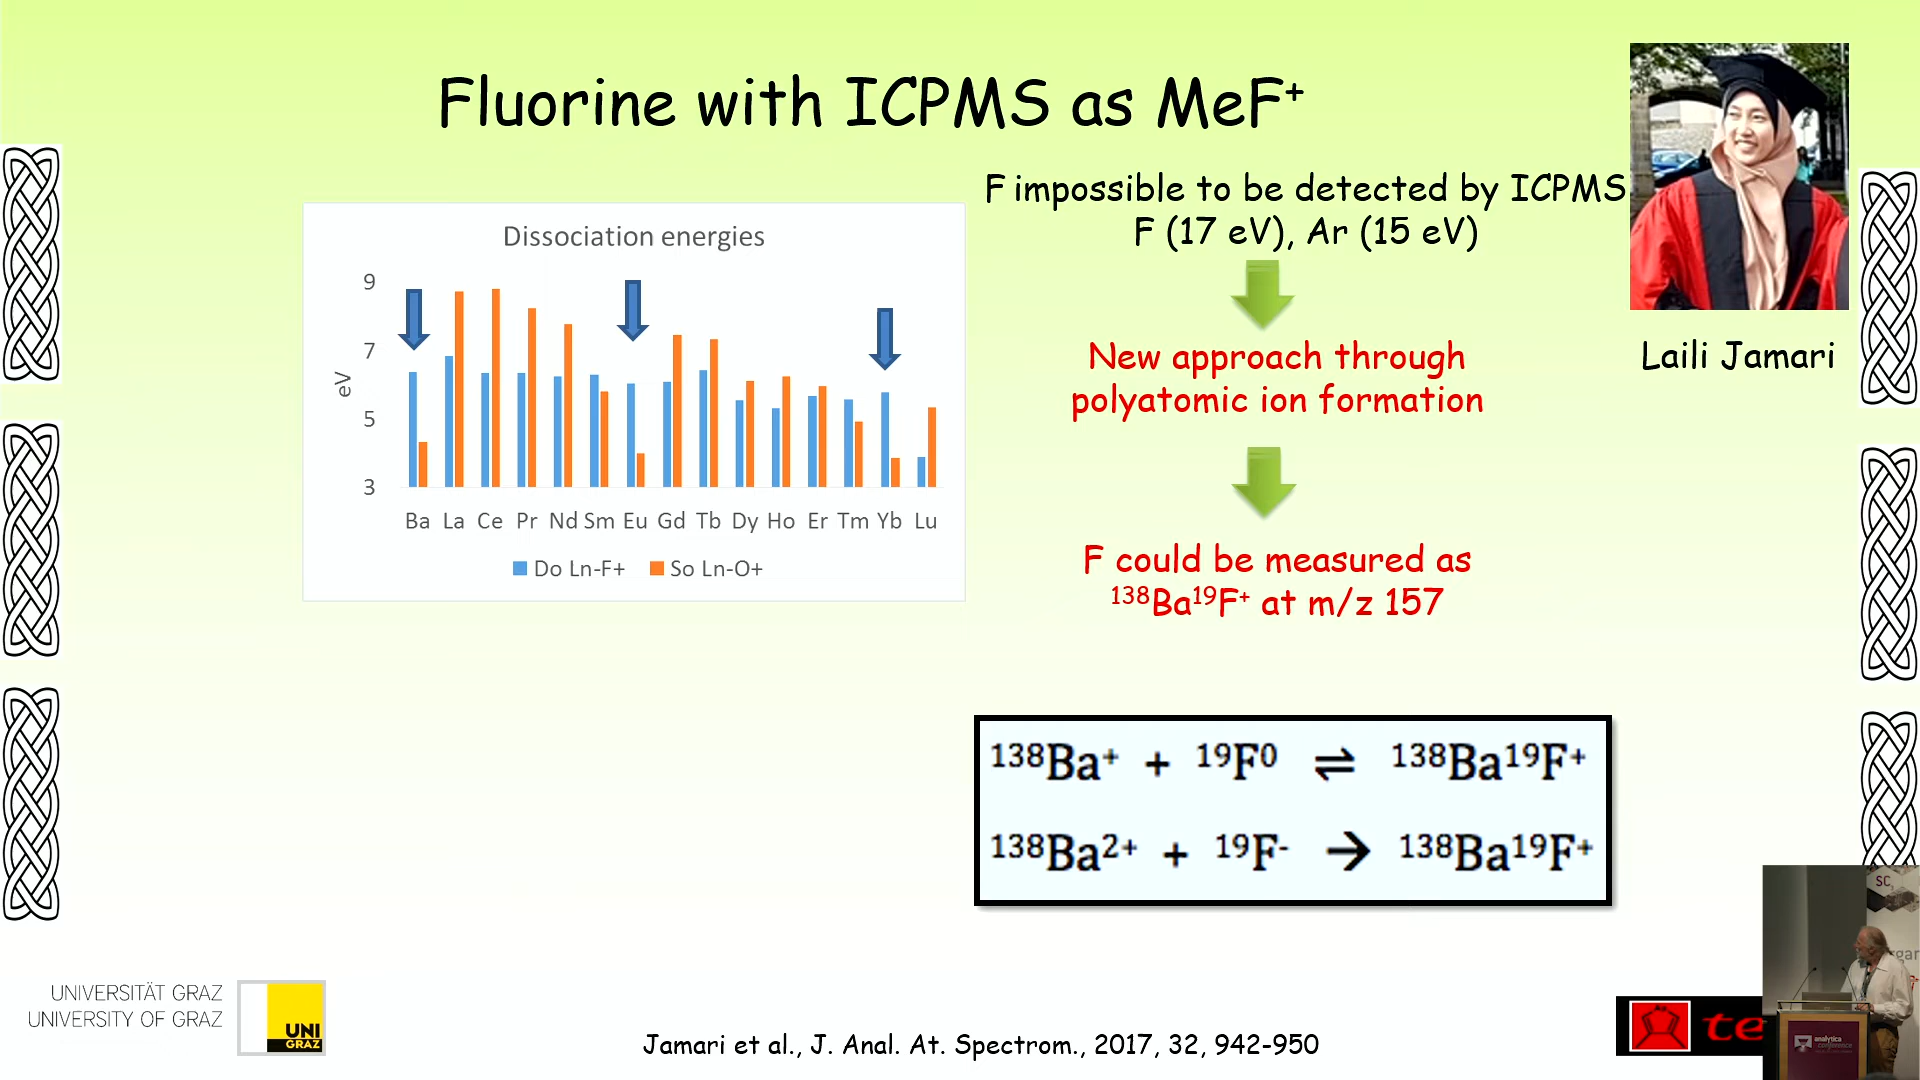 Fluorine with ICPMS as MeF⁺
F impossible to be detected by ICPMS
F (17 eV), Ar (15 eV)
New approach through
polyatomic ion formation
F could be measured as
¹³⁸Ba¹⁹F⁺ at m/z 157
Laili Jamari
Dissociation energies
9
7
5
3
eV
Ba La Ce Pr Nd Sm Eu Gd Tb Dy Ho Er Tm Yb Lu
Do Ln-F+ So Ln-O+
¹³⁸Ba⁺ + ¹⁹F⁰ ⇌ ¹³⁸Ba¹⁹F⁺
¹³⁸Ba²⁺ + ¹⁹F⁻ → ¹³⁸Ba¹⁹F⁺
UNIVERSITÄT GRAZ
UNIVERSITY OF GRAZ
UNI
GRAZ
Jamari et al., J. Anal. At. Spectrom., 2017, 32, 942-950
te
SC
analytica
conference